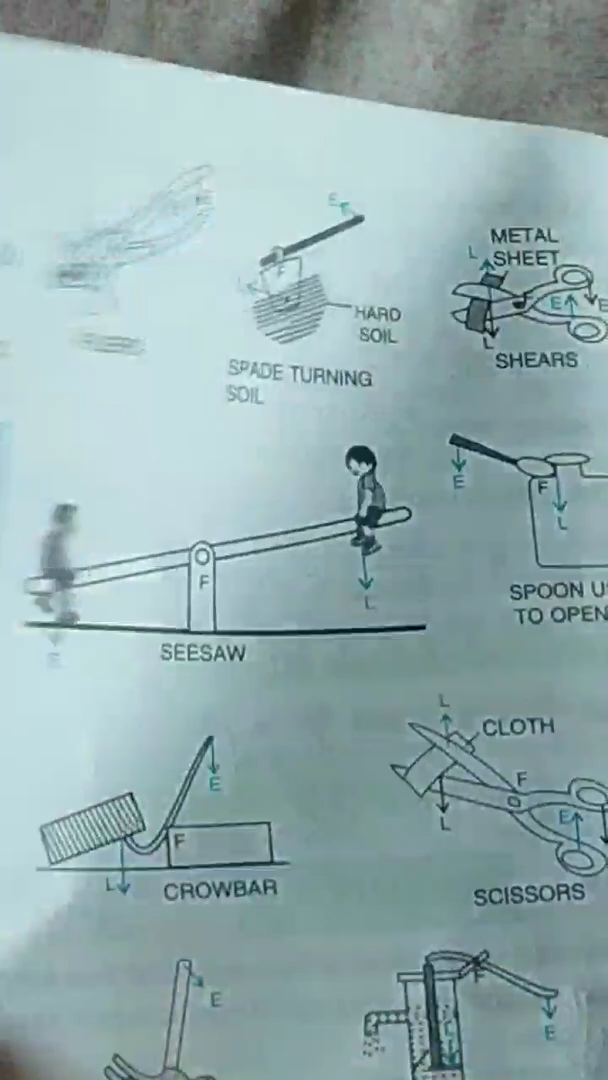 E
L
F
HARD
SOIL
SPADE TURNING
SOIL
METAL
SHEET
L
E
E
L
SHEARS
F
L
E
SEESAW
E
F
L
SPOON
TO OPEN
E
F
L
CROWBAR
L
CLOTH
F
E
L
SCISSORS
E
F
E